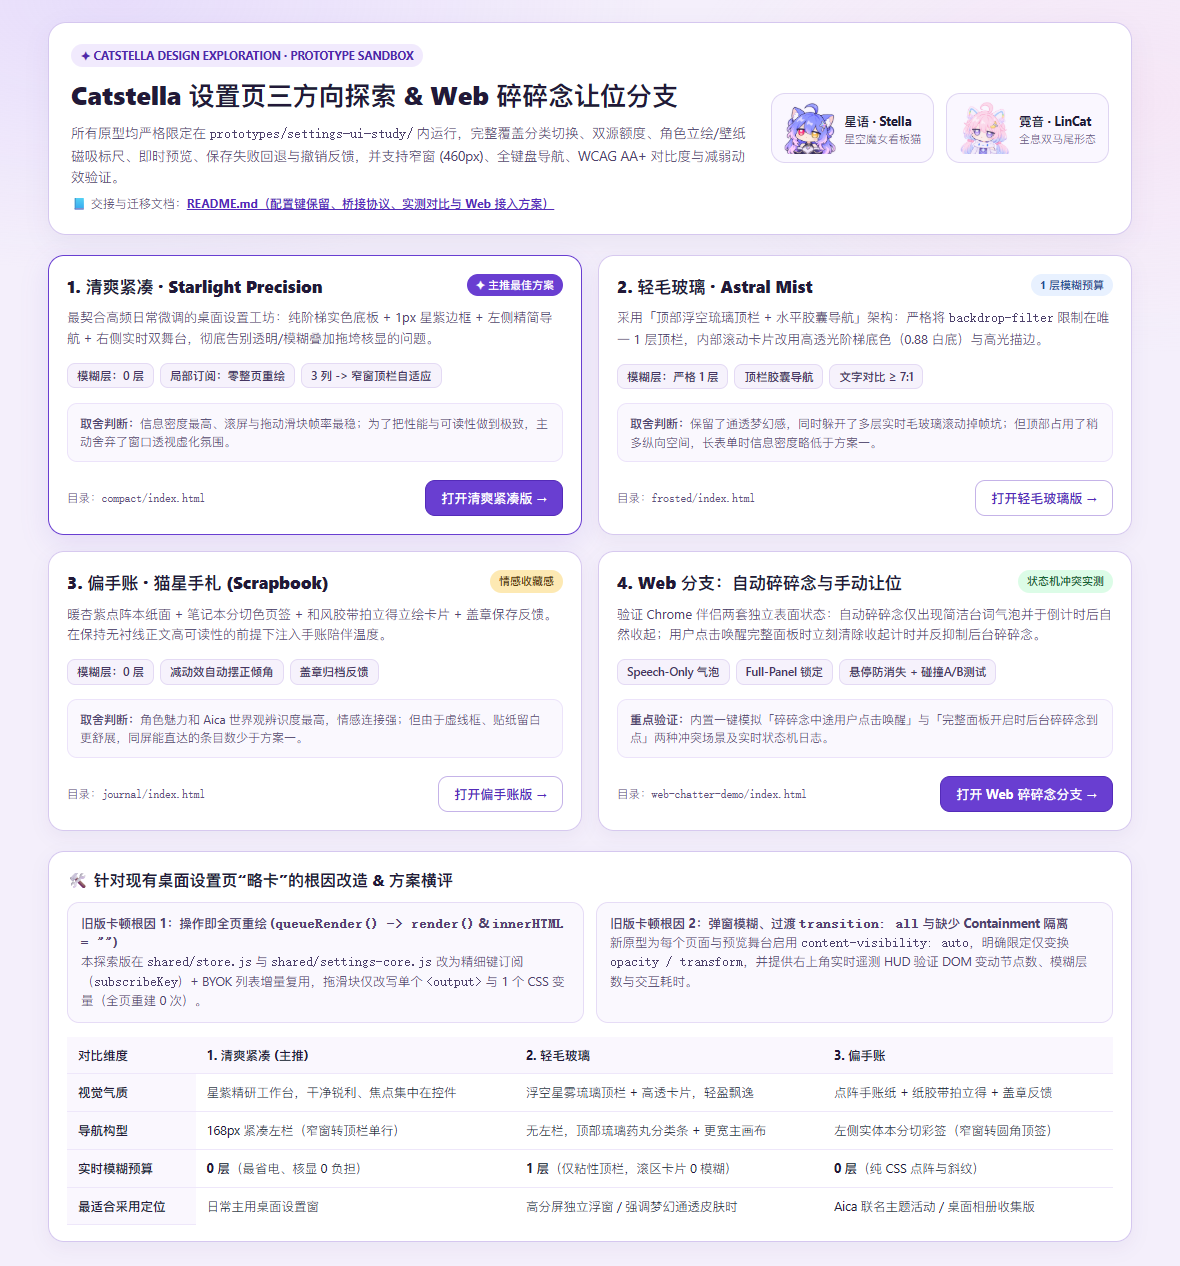 ✦ CATSTELLA DESIGN EXPLORATION · PROTOTYPE SANDBOX
Catstella 设置页三方向探索 & Web 碎碎念让位分支
所有原型均严格限定在 prototypes/settings-ui-study/ 内运行，完整覆盖分类切换、双源额度、角色立绘/壁纸
磁吸标尺、即时预览、保存失败回退与撤销反馈，并支持窄窗 (460px)、全键盘导航、WCAG AA+ 对比度与减弱动
效验证。
📘 交接与迁移文档：README.md（配置键保留、桥接协议、实测对比与 Web 接入方案）
星语 · Stella
星空魔女看板猫
霓音 · LinCat
全息双马尾形态
1. 清爽紧凑 · Starlight Precision
✦ 主推最佳方案
最契合高频日常微调的桌面设置工坊：纯阶梯实色底板 + 1px 星紫边框 + 左侧精简导
航 + 右侧实时双舞台，彻底告别透明/模糊叠加拖垮核显的问题。
模糊层：0 层
局部订阅：零整页重绘
3 列 -> 窄窗顶栏自适应
取舍判断：信息密度最高、滚屏与拖动滑块帧率最稳；为了把性能与可读性做到极致，主
动舍弃了窗口透视虚化氛围。
目录：compact/index.html
打开清爽紧凑版 →
2. 轻毛玻璃 · Astral Mist
1 层模糊预算
采用「顶部浮空琉璃顶栏 + 水平胶囊导航」架构：严格将 backdrop-filter 限制在唯
一 1 层顶栏，内部滚动卡片改用高透光阶梯底色（0.88 白底）与高光描边。
模糊层：严格 1 层
顶栏胶囊导航
文字对比 ≥ 7:1
取舍判断：保留了通透梦幻感，同时躲开了多层实时毛玻璃滚动掉帧坑；但顶部占用了稍
多纵向空间，长表单时信息密度略低于方案一。
目录：frosted/index.html
打开轻毛玻璃版 →
3. 偏手账 · 猫星手札 (Scrapbook)
情感收藏感
暖杏紫点阵本纸面 + 笔记本分切色页签 + 和风胶带拍立得立绘卡片 + 盖章保存反馈。
在保持无衬线正文高可读性的前提下注入手账陪伴温度。
模糊层：0 层
减动效自动摆正倾角
盖章归档反馈
取舍判断：角色魅力和 Aica 世界观辨识度最高，情感连接强；但由于虚线框、贴纸留白
更舒展，同屏能直达的条目数少于方案一。
目录：journal/index.html
打开偏手账版 →
4. Web 分支：自动碎碎念与手动让位
状态机冲突实测
验证 Chrome 伴侣两套独立表面状态：自动碎碎念仅出现简洁台词气泡并于倒计时后自
然收起；用户点击唤醒完整面板时立刻清除收起计时并反抑制后台碎碎念。
Speech-Only 气泡
Full-Panel 锁定
悬停防消失 + 碰撞A/B测试
重点验证：内置一键模拟「碎碎念中途用户点击唤醒」与「完整面板开启时后台碎碎念到
点」两种冲突场景及实时状态机日志。
目录：web-chatter-demo/index.html
打开 Web 碎碎念分支 →
🛠️ 针对现有桌面设置页“略卡”的根因改造 & 方案横评
旧版卡顿根因 1：操作即全页重绘 (queueRender() -> render() & innerHTML
= "")
本探索版在 shared/store.js 与 shared/settings-core.js 改为精细键订阅
（subscribeKey）+ BYOK 列表增量复用，拖滑块仅改写单个 <output> 与 1 个 CSS 变
量（全页重建 0 次）。
旧版卡顿根因 2：弹窗模糊、过渡 transition: all 与缺少 Containment 隔离
新原型为每个页面与预览舞台启用 content-visibility: auto，明确限定仅变换
opacity / transform，并提供右上角实时遥测 HUD 验证 DOM 变动节点数、模糊层
数与交互耗时。
对比维度 1. 清爽紧凑 (主推) 2. 轻毛玻璃 3. 偏手账
视觉气质 星紫精研工作台，干净锐利、焦点集中在控件 浮空星雾琉璃顶栏 + 高透卡片，轻盈飘逸 点阵手账纸 + 纸胶带拍立得 + 盖章反馈
导航构型 168px 紧凑左栏（窄窗转顶栏单行） 无左栏，顶部琉璃药丸分类条 + 更宽主画布 左侧实体本分切彩签（窄窗转圆角顶签）
实时模糊预算 0 层（最省电、核显 0 负担） 1 层（仅粘性顶栏，滚区卡片 0 模糊） 0 层（纯 CSS 点阵与斜纹）
最适合采用定位 日常主用桌面设置窗 高分屏独立浮窗 / 强调梦幻通透皮肤时 Aica 联名主题活动 / 桌面相册收集版